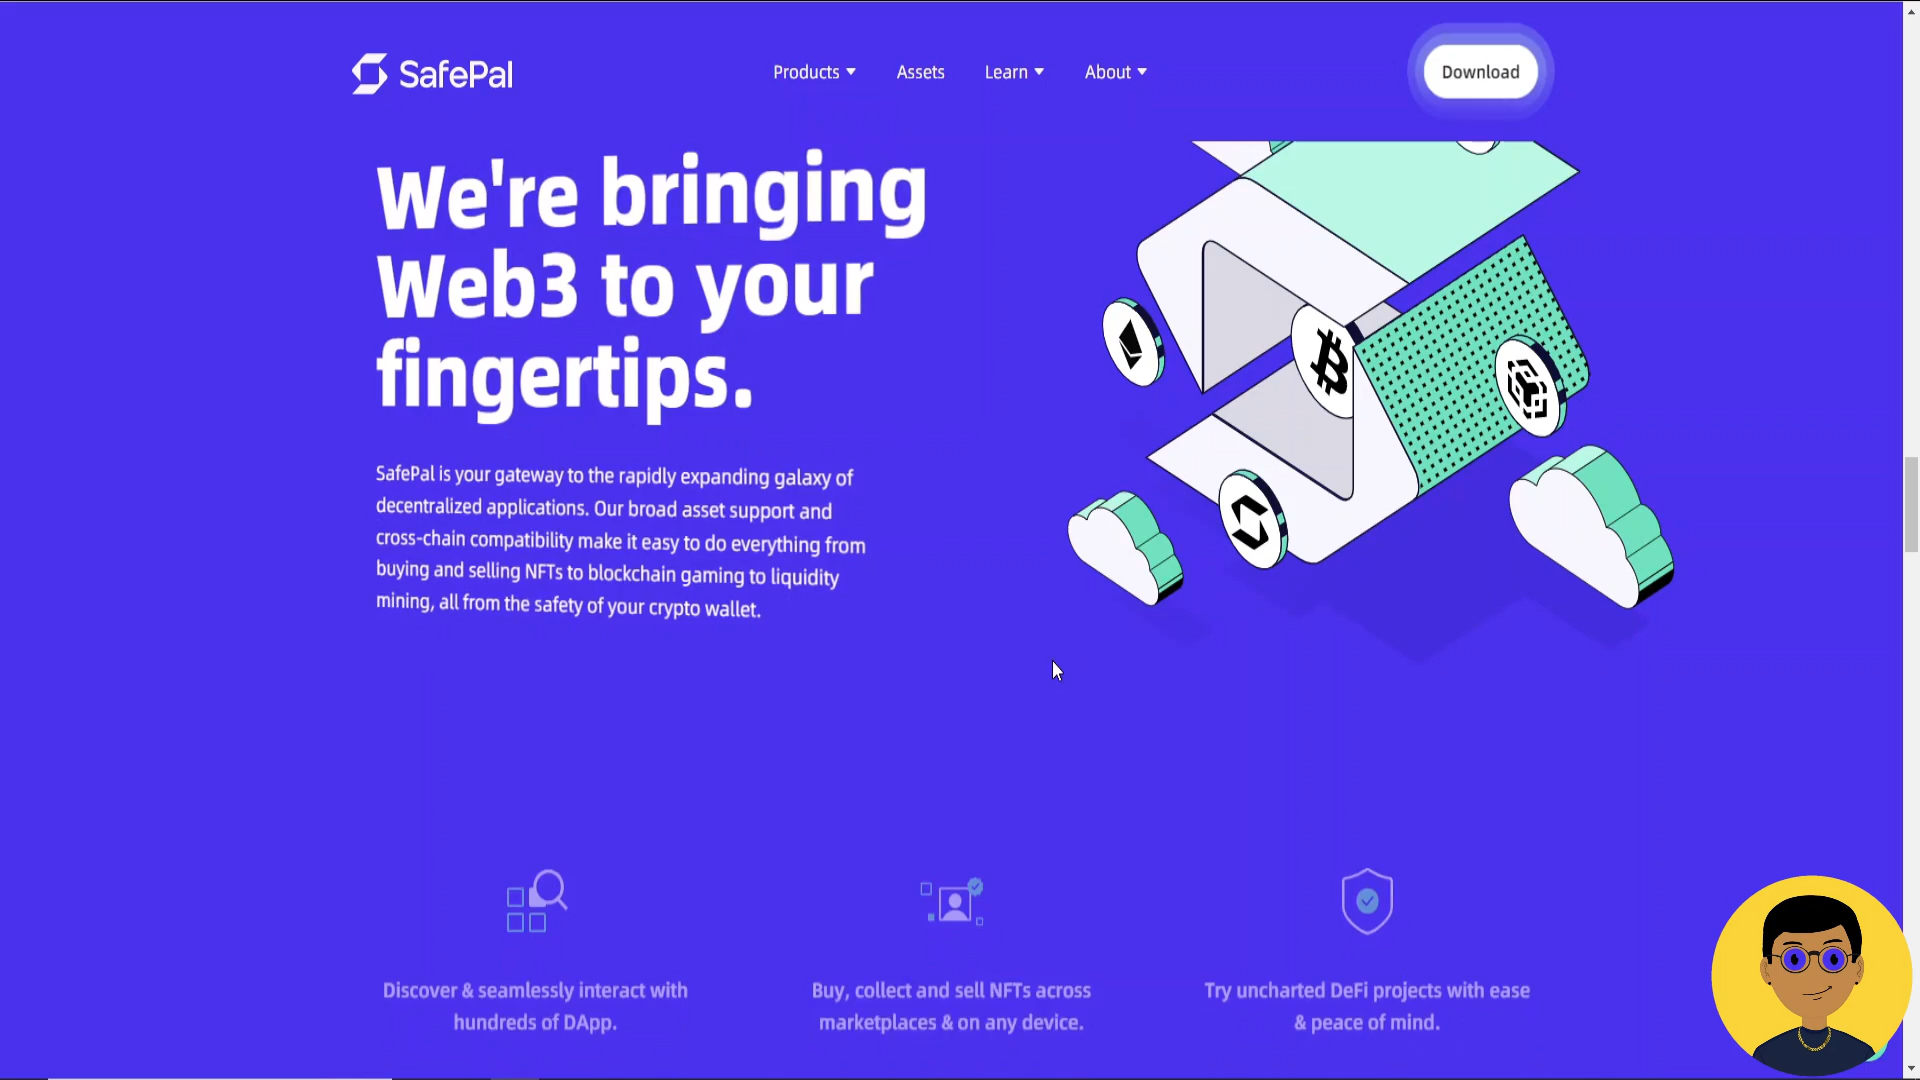 SafePal
Products
Assets
Learn
About
Download
We're bringing
Web3 to your
fingertips.
SafePal is your gateway to the rapidly expanding galaxy of
decentralized applications. Our broad asset support and
cross-chain compatibility make it easy to do everything from
buying and selling NFTs to blockchain gaming to liquidity
mining, all from the safety of your crypto wallet.
Discover & seamlessly interact with
hundreds of DApp.
Buy, collect and sell NFTs across
marketplaces & on any device.
Try uncharted DeFi projects with ease
& peace of mind.